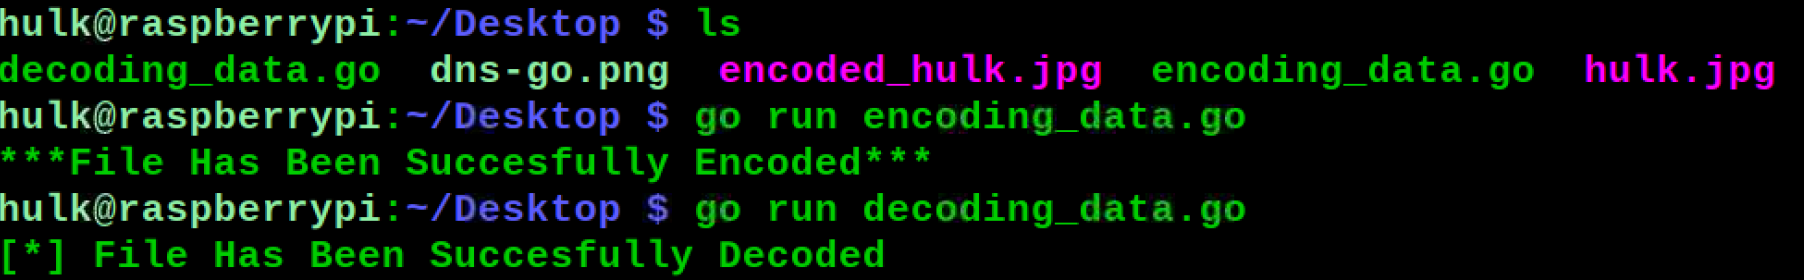 hulk@raspberrypi:~/Desktop $ ls
decoding_data.go  dns-go.png  encoded_hulk.jpg  encoding_data.go  hulk.jpg
hulk@raspberrypi:~/Desktop $ go run encoding_data.go
***File Has Been Succesfully Encoded***
hulk@raspberrypi:~/Desktop $ go run decoding_data.go
[*] File Has Been Succesfully Decoded